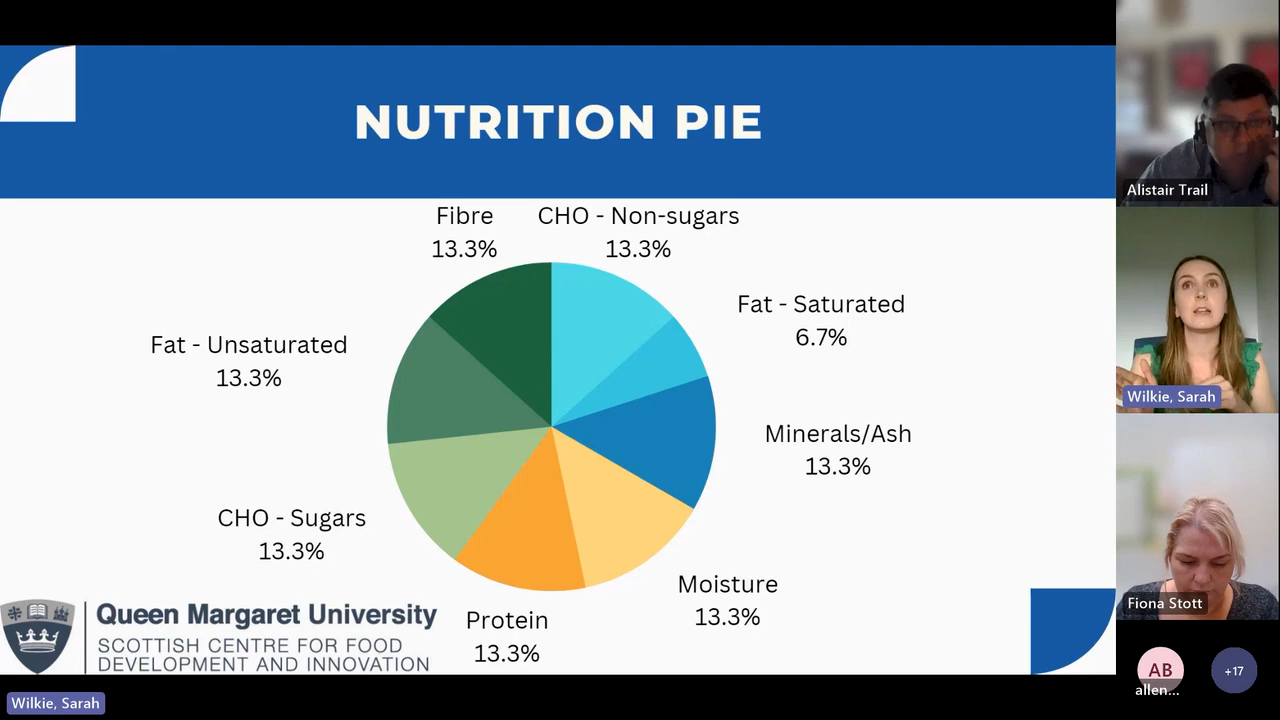 NUTRITION PIE
Fibre
13.3%
CHO - Non-sugars
13.3%
Fat - Saturated
6.7%
Fat - Unsaturated
13.3%
Minerals/Ash
13.3%
CHO - Sugars
13.3%
Moisture
13.3%
Protein
13.3%
Queen Margaret University
SCOTTISH CENTRE FOR FOOD
DEVELOPMENT AND INNOVATION
Wilkie, Sarah
Alistair Trail
Wilkie, Sarah
Fiona Stott
AB
allen...
+17